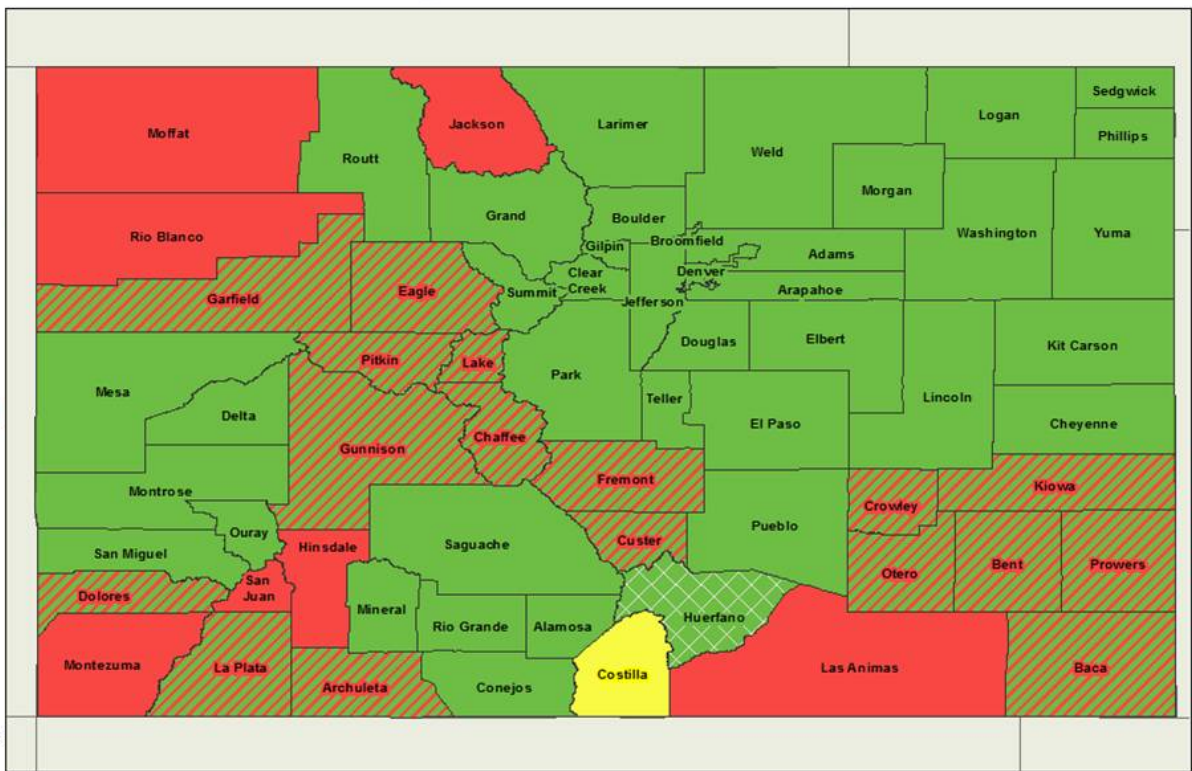 Sedgwick
Logan
Moffat
Jackson
Larimer
Phillips
Weld
Routt
Morgan
Grand
Boulder
Rio Blanco
Washington
Yuma
Broomfield
Gilpin
Adams
Clear
Creek
Denver
Eagle
Summit
Arapahoe
Garfield
Jefferson
Elbert
Douglas
Kit Carson
Pitkin
Lake
Park
Mesa
Lincoln
Teller
Delta
El Paso
Cheyenne
Chaffee
Gunnison
Fremont
Kiowa
Montrose
Crowley
Pueblo
Ouray
Custer
Saguache
Hinsdale
San Miguel
Bent
Prowers
Otero
San
Juan
Dolores
Mineral
Huerfano
Rio Grande
Alamosa
Montezuma
La Plata
Las Animas
Baca
Costilla
Archuleta
Conejos